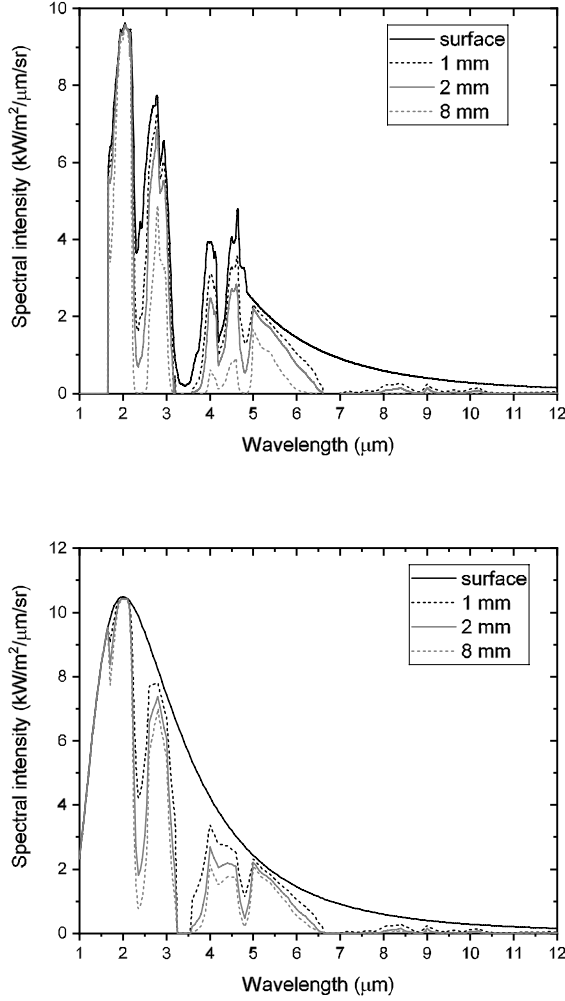 10
8
6
4
2
0
Spectral intensity (kW/m²/μm/sr)
surface
1 mm
2 mm
8 mm
1 2 3 4 5 6 7 8 9 10 11 12
Wavelength (μm)
12
10
8
6
4
2
0
Spectral intensity (kW/m²/μm/sr)
surface
1 mm
2 mm
8 mm
1 2 3 4 5 6 7 8 9 10 11 12
Wavelength (μm)